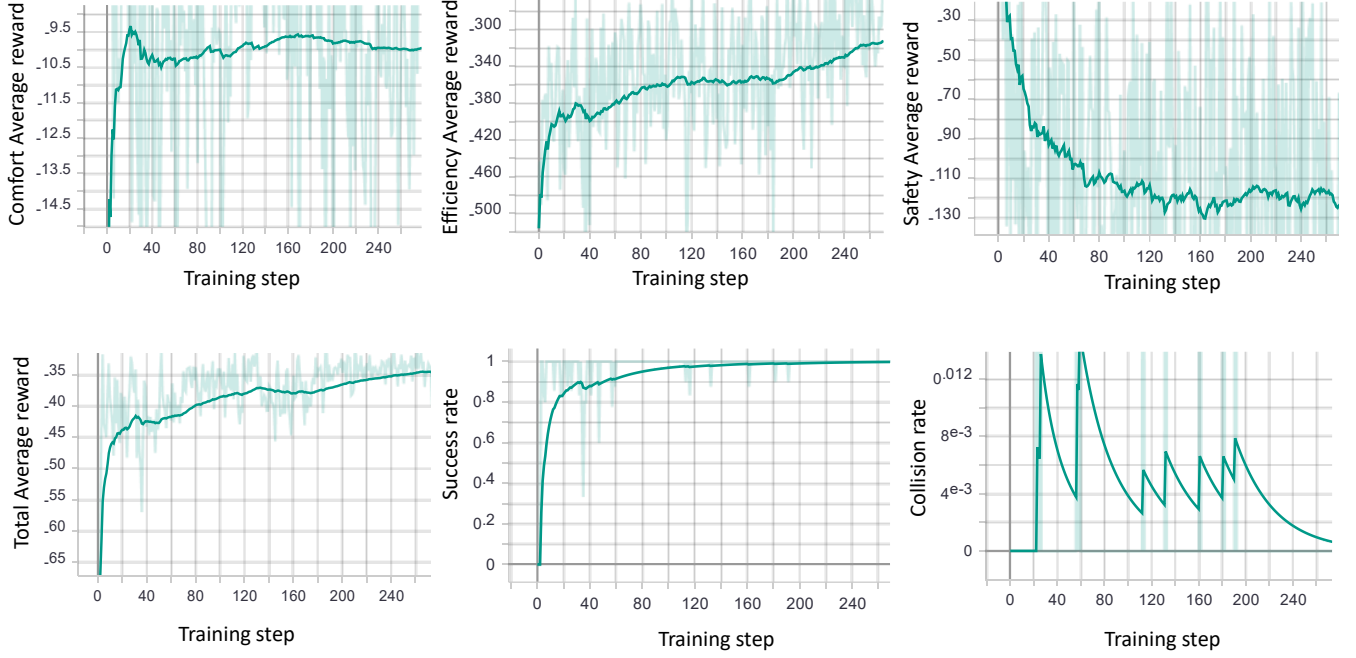 Comfort Average reward
-9.5
-10.5
-11.5
-12.5
-13.5
-14.5
0 40 80 120 160 200 240
Training step
Efficiency Average reward
-300
-340
-380
-420
-460
-500
0 40 80 120 160 200 240
Training step
Safety Average reward
-30
-50
-70
-90
-110
-130
0 40 80 120 160 200 240
Training step
Total Average reward
-35
-40
-45
-50
-55
-60
-65
0 40 80 120 160 200 240
Training step
Success rate
1
0.8
0.6
0.4
0.2
0
0 40 80 120 160 200 240
Training step
Collision rate
0.012
8e-3
4e-3
0
0 40 80 120 160 200 240
Training step